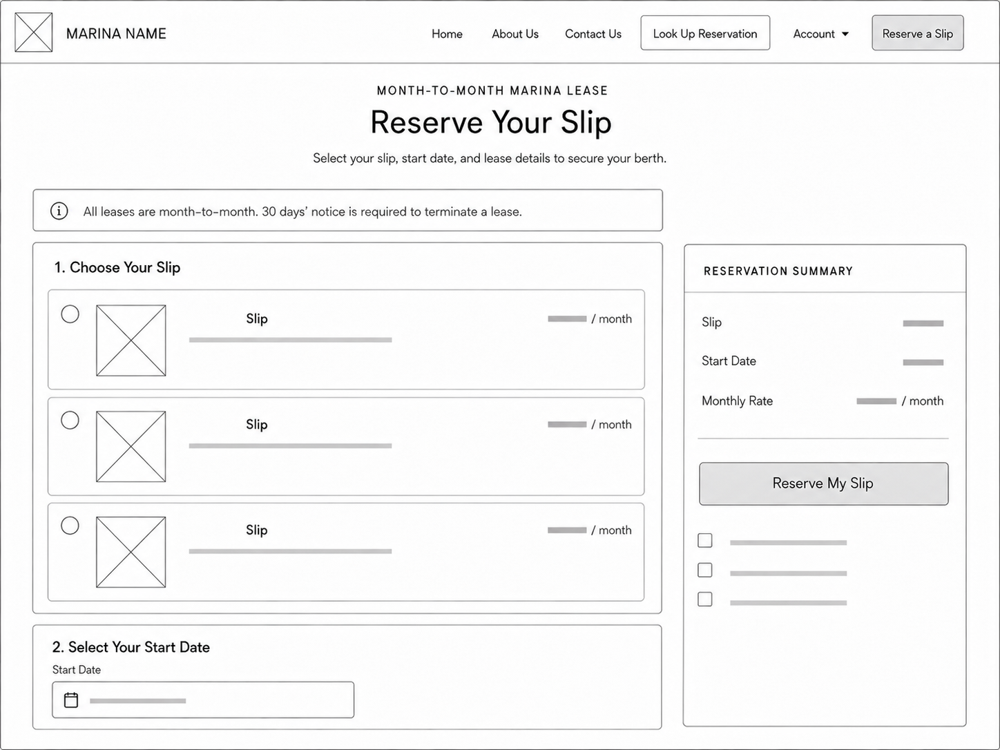 MARINA NAME
Home
About Us
Contact Us
Look Up Reservation
Account
Reserve a Slip
MONTH-TO-MONTH MARINA LEASE
Reserve Your Slip
Select your slip, start date, and lease details to secure your berth.
All leases are month-to-month. 30 days’ notice is required to terminate a lease.
1. Choose Your Slip
Slip
/ month
Slip
/ month
Slip
/ month
2. Select Your Start Date
Start Date
RESERVATION SUMMARY
Slip
Start Date
Monthly Rate
/ month
Reserve My Slip